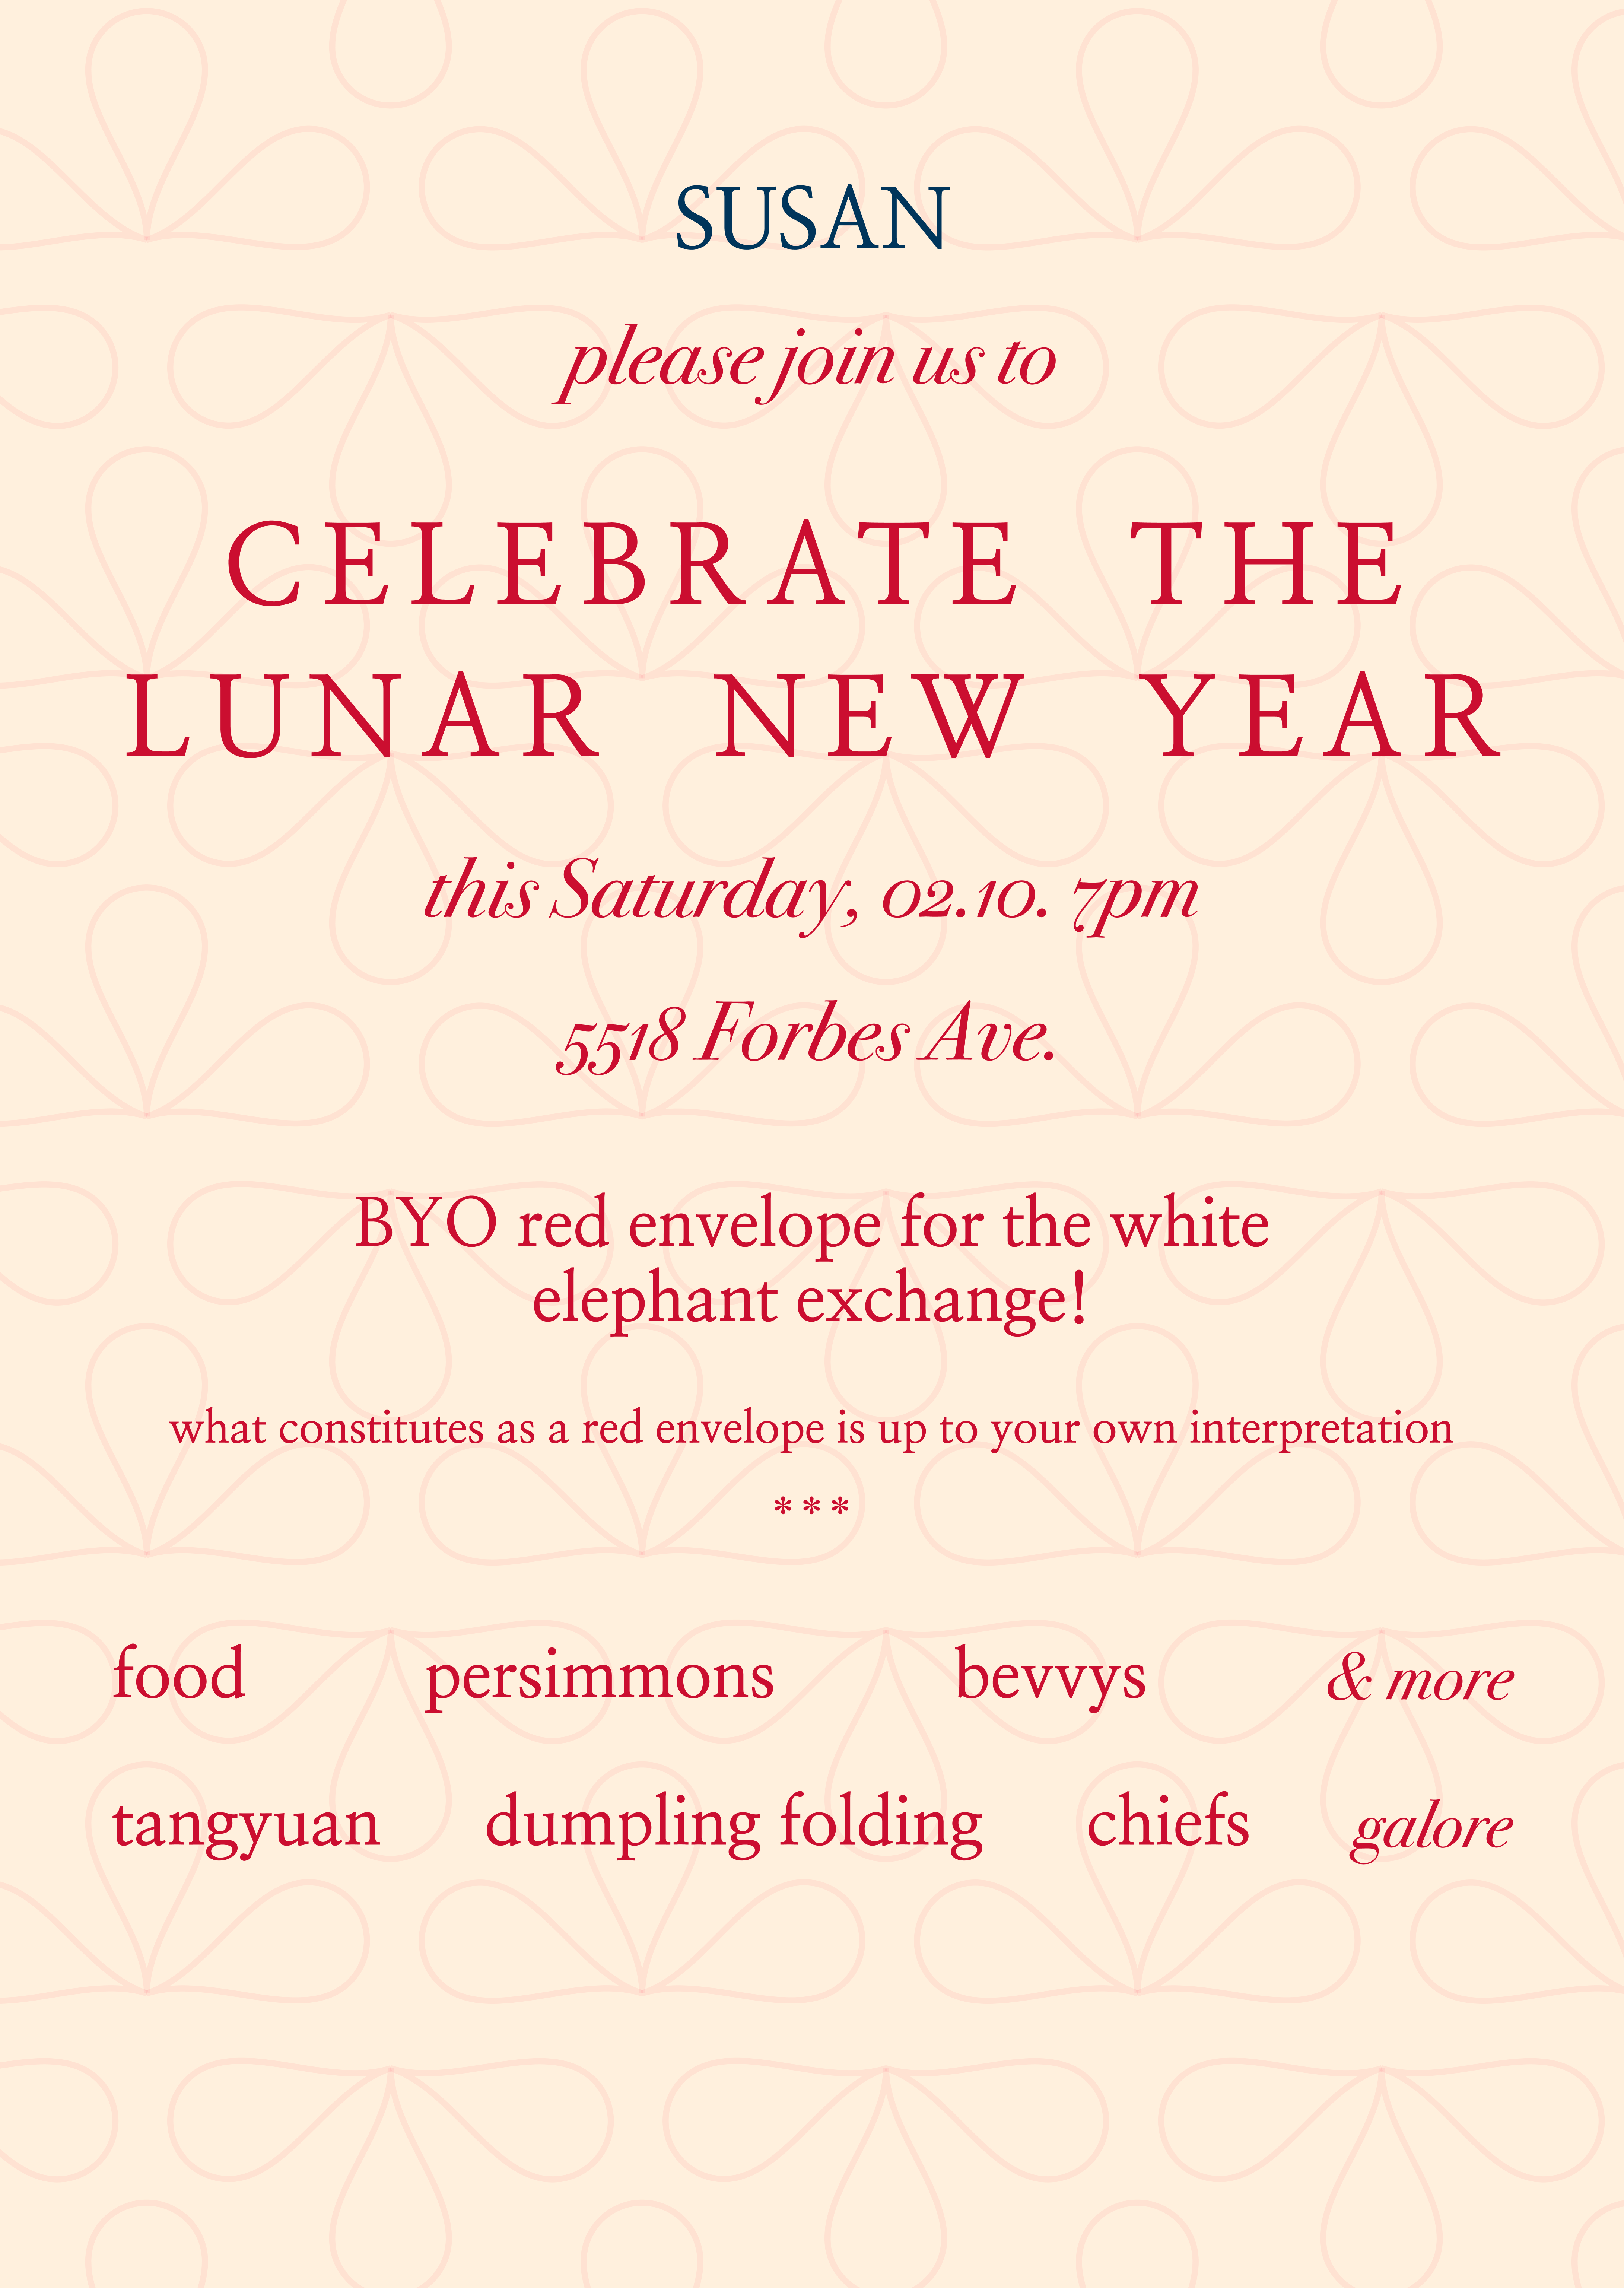 SUSAN
please join us to
CELEBRATE THE
LUNAR NEW YEAR
this Saturday, 02.10. 7pm
5518 Forbes Ave.
BYO red envelope for the white
elephant exchange!
what constitutes as a red envelope is up to your own interpretation
***
food persimmons bevvys & more
tangyuan dumpling folding chiefs galore